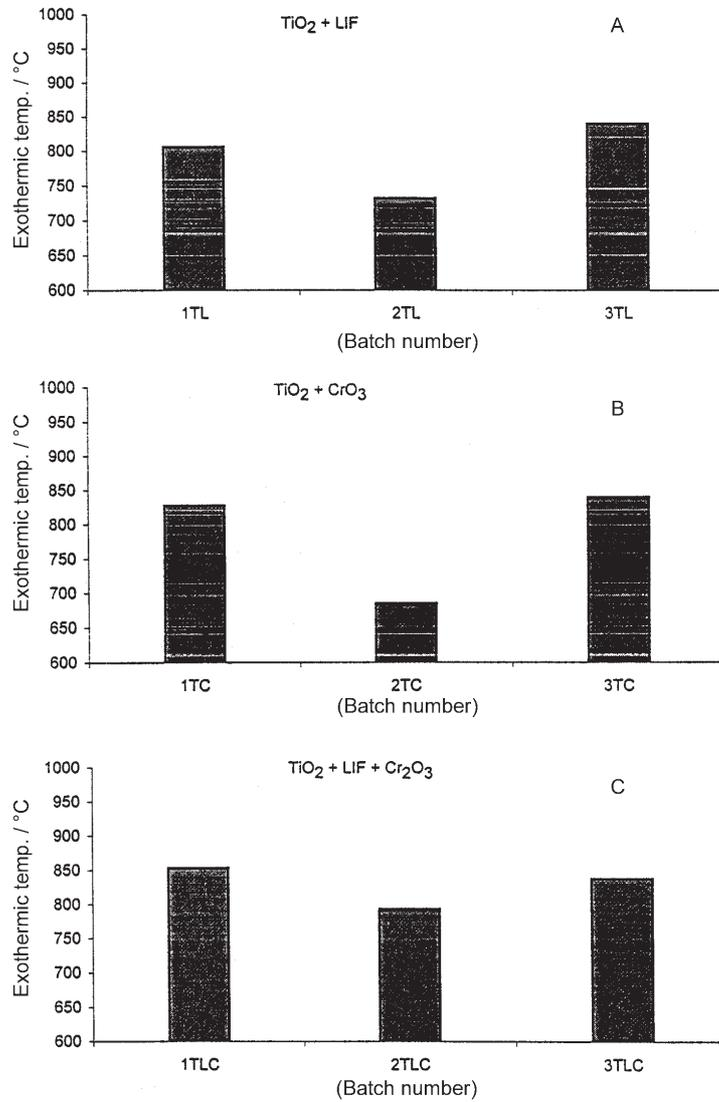 TiO2 + LIF
A
Exothermic temp. / °C
1000
950
900
850
800
750
700
650
600
1TL 2TL 3TL
(Batch number)
TiO2 + CrO3
B
Exothermic temp. / °C
1000
950
900
850
800
750
700
650
600
1TC 2TC 3TC
(Batch number)
TiO2 + LIF + Cr2O3
C
Exothermic temp. / °C
1000
950
900
850
800
750
700
650
600
1TLC 2TLC 3TLC
(Batch number)